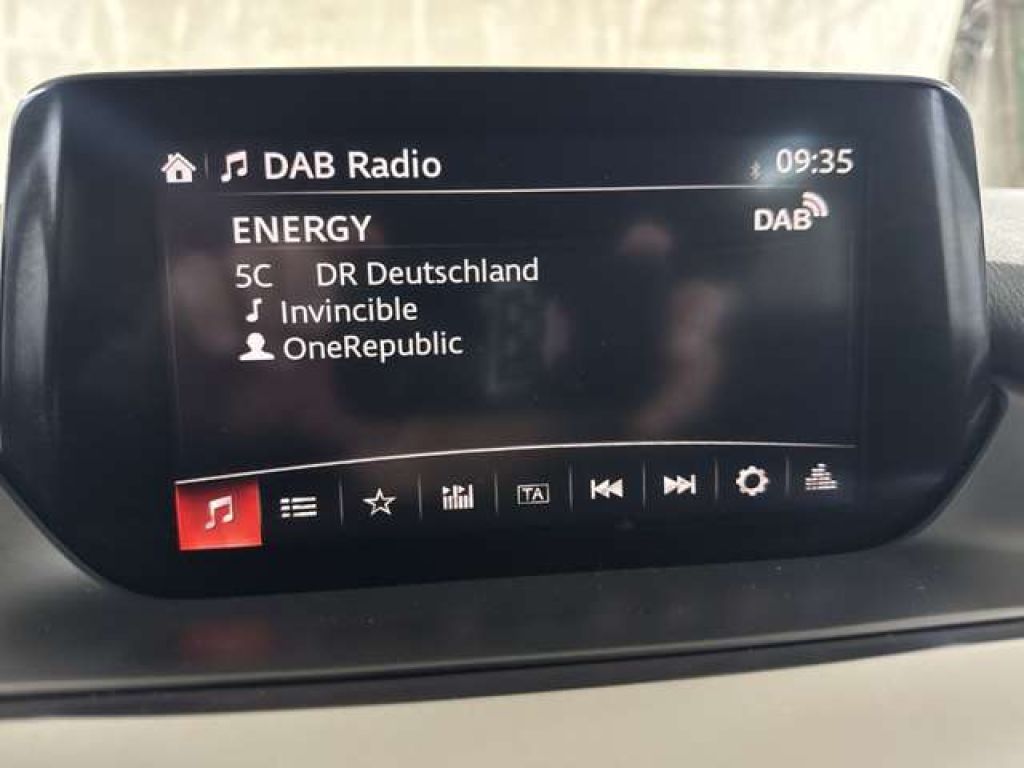 DAB Radio 09:35
ENERGY DAB
5C DR Deutschland
Invincible
OneRepublic
TA